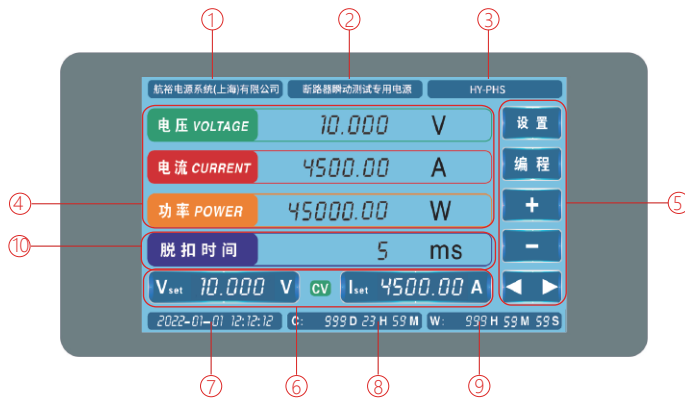 ① ② ③
航裕电源系统(上海)有限公司 断路器瞬动测试专用电源 HY-PHS
电压 VOLTAGE 10.000 V 设置
电流 CURRENT 4500.00 A 编程
④ 功率 POWER 45000.00 W + ⑤
⑩ 脱扣时间 5 ms −
Vset 10.000 V CV Iset 4500.00 A ◀ ▶
2022-01-01 12:12:12 C: 999 D 23 H 59 M W: 999 H 59 M 59 S
⑦ ⑥ ⑧ ⑨